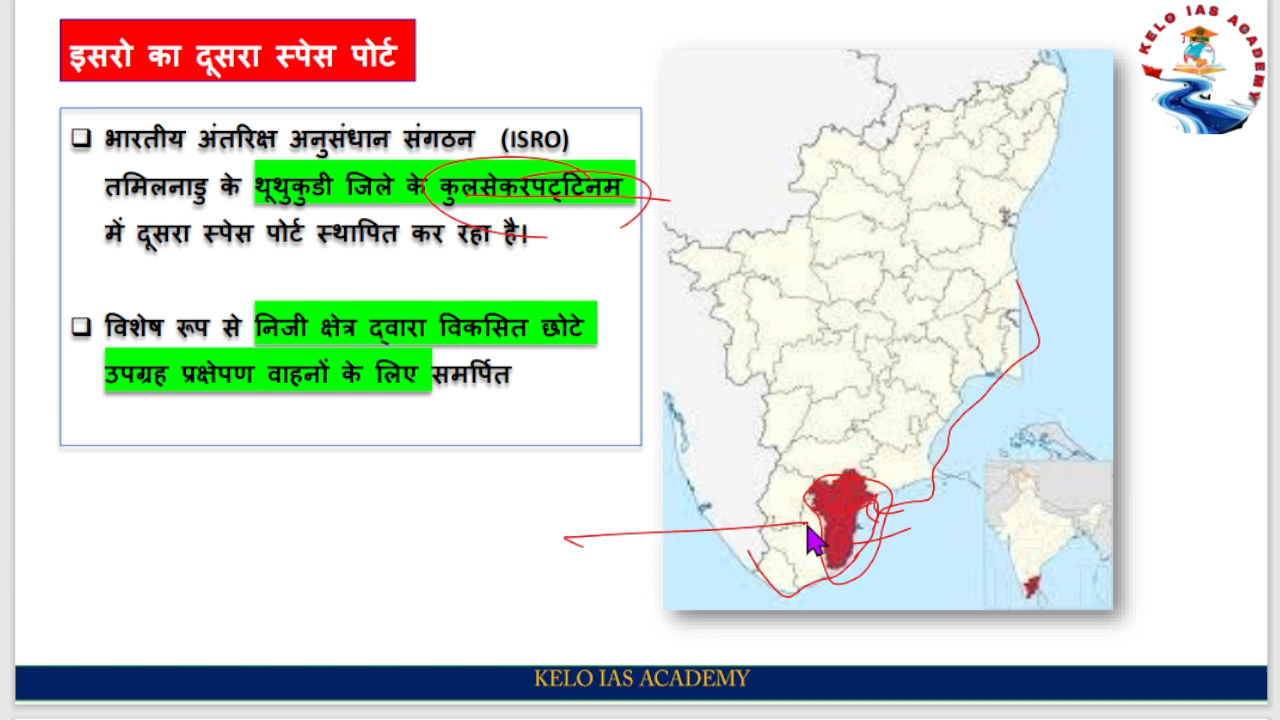 इसरो का दूसरा स्पेस पोर्ट
KELO IAS ACADEMY
भारतीय अंतरिक्ष अनुसंधान संगठन (ISRO)
तमिलनाडु के थूथुकुडी जिले के कुलसेकरपट्टिनम
में दूसरा स्पेस पोर्ट स्थापित कर रहा है।
विशेष रूप से निजी क्षेत्र द्वारा विकसित छोटे
उपग्रह प्रक्षेपण वाहनों के लिए समर्पित
KELO IAS ACADEMY